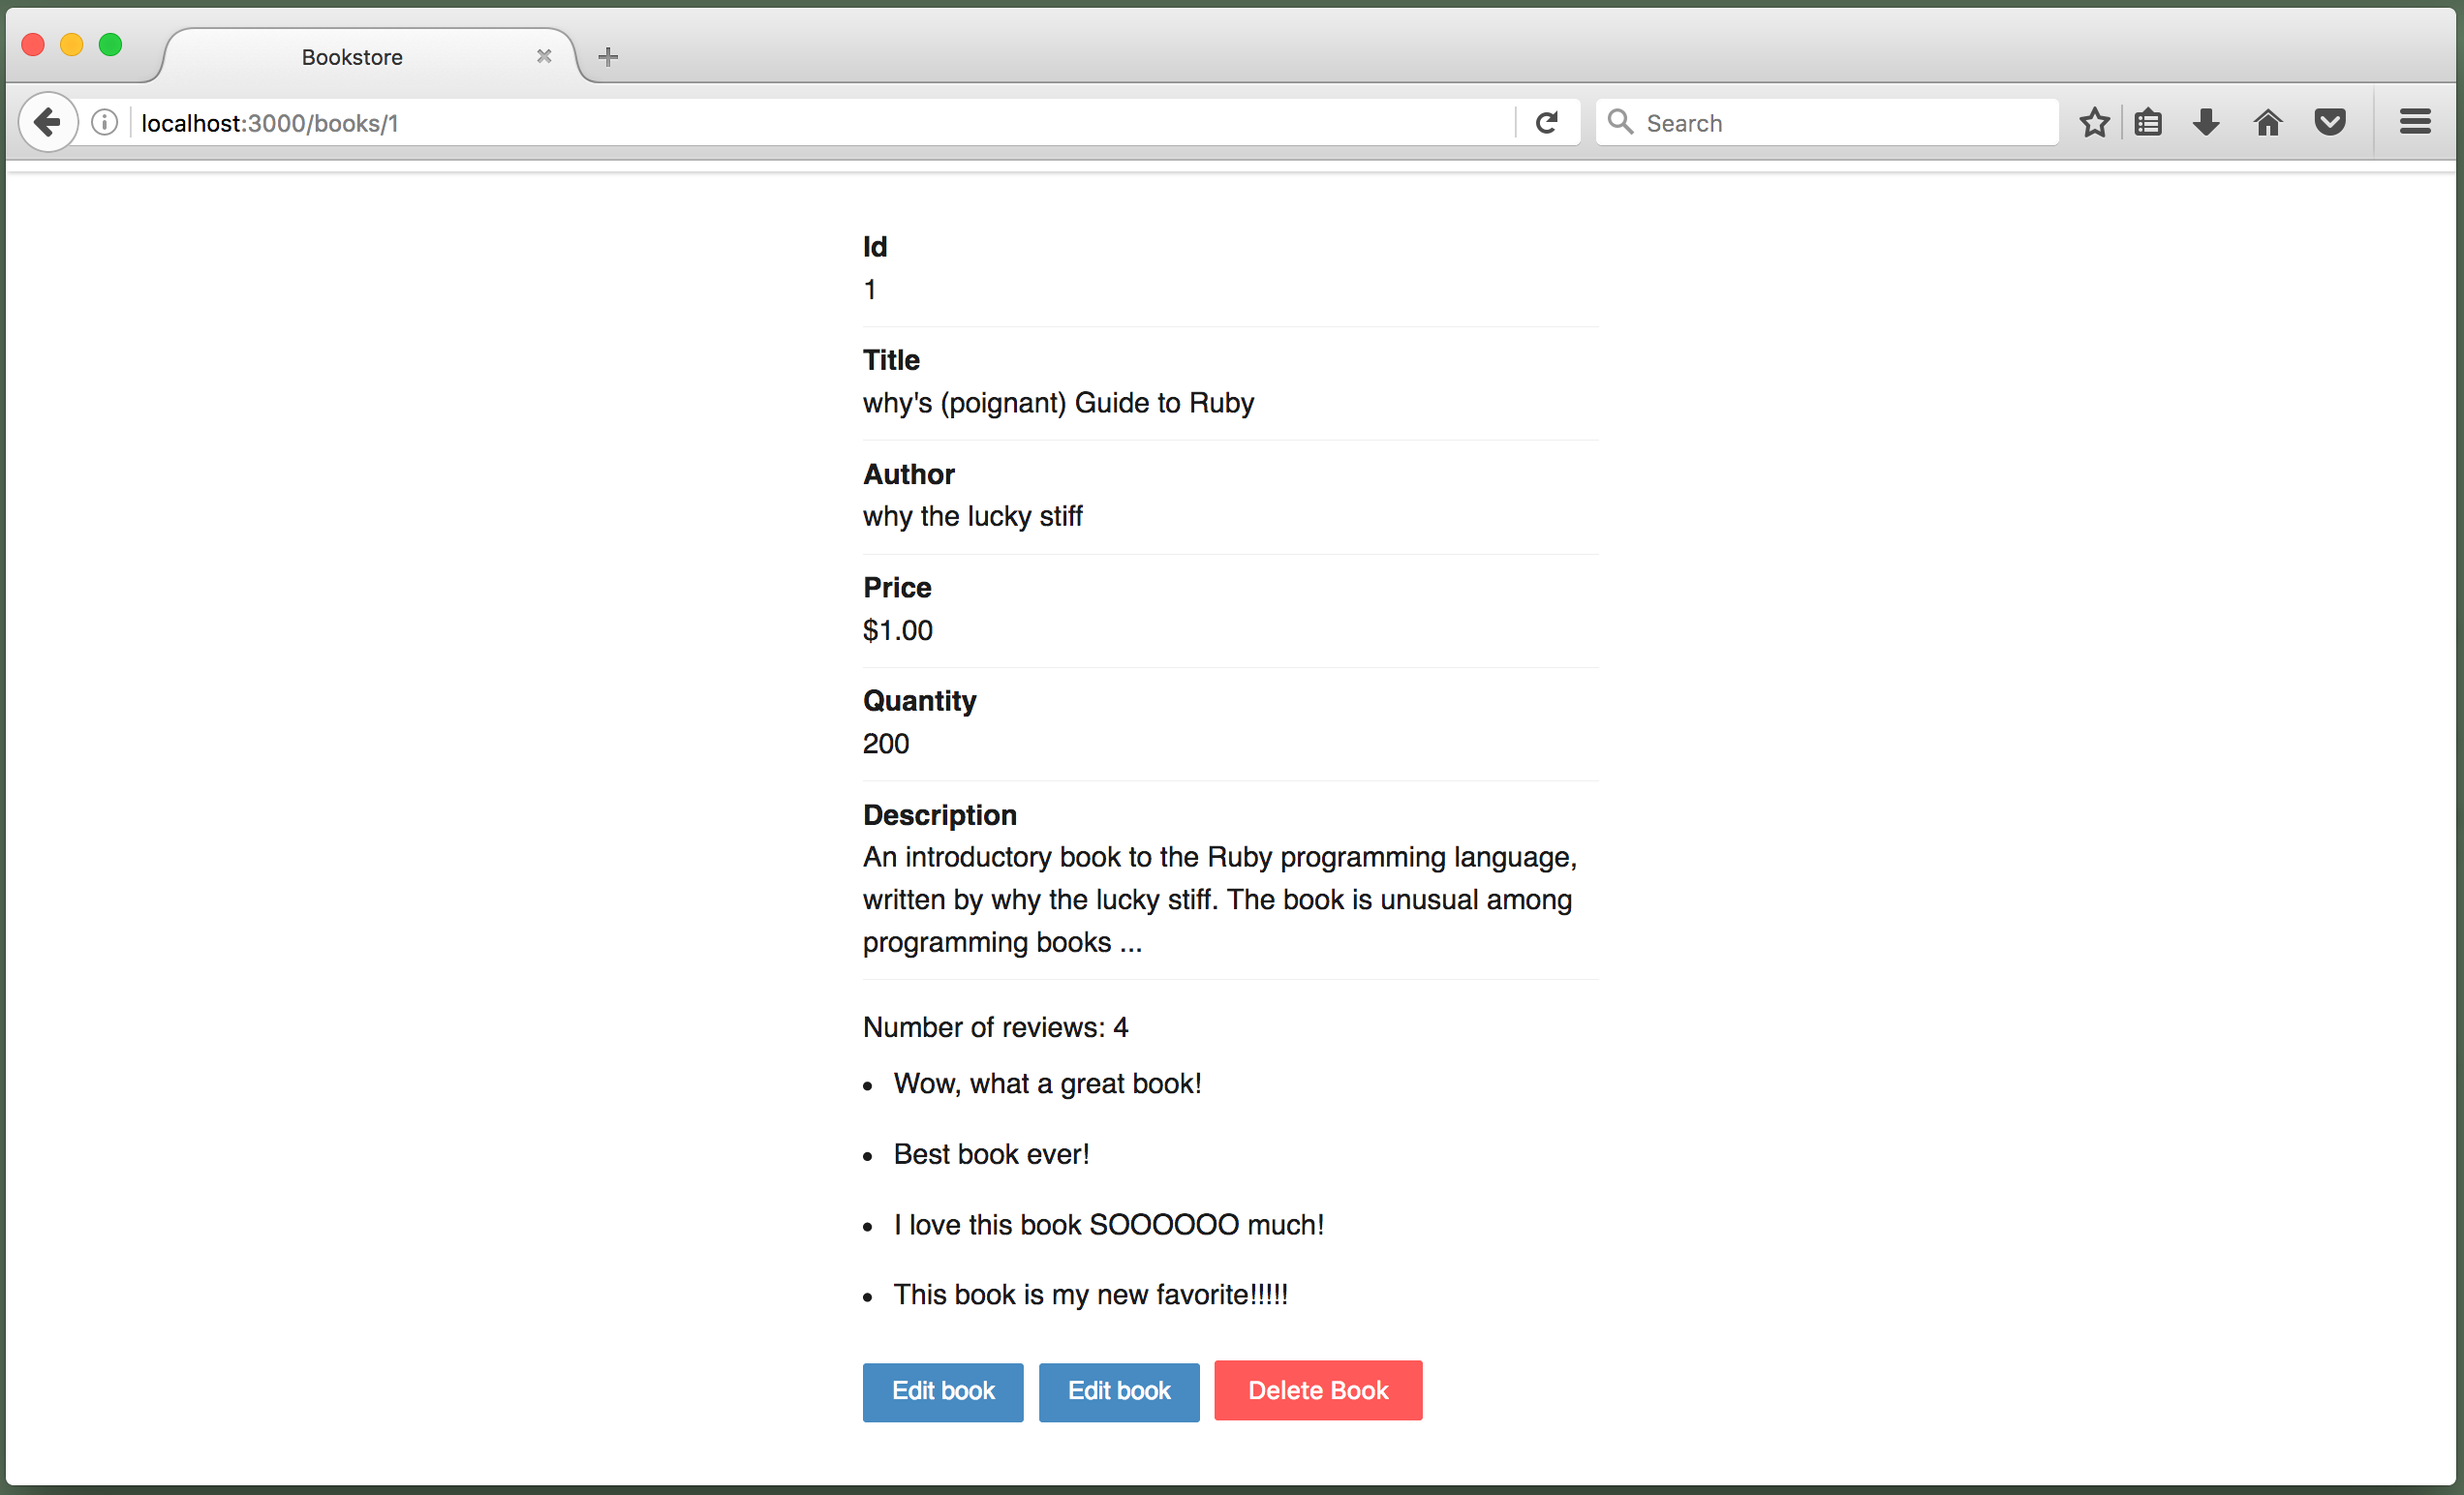 Bookstore
localhost:3000/books/1
Search
Id
1
Title
why's (poignant) Guide to Ruby
Author
why the lucky stiff
Price
$1.00
Quantity
200
Description
An introductory book to the Ruby programming language,
written by why the lucky stiff. The book is unusual among
programming books ...
Number of reviews: 4
• Wow, what a great book!
• Best book ever!
• I love this book SOOOOOO much!
• This book is my new favorite!!!!!
Edit book Edit book Delete Book